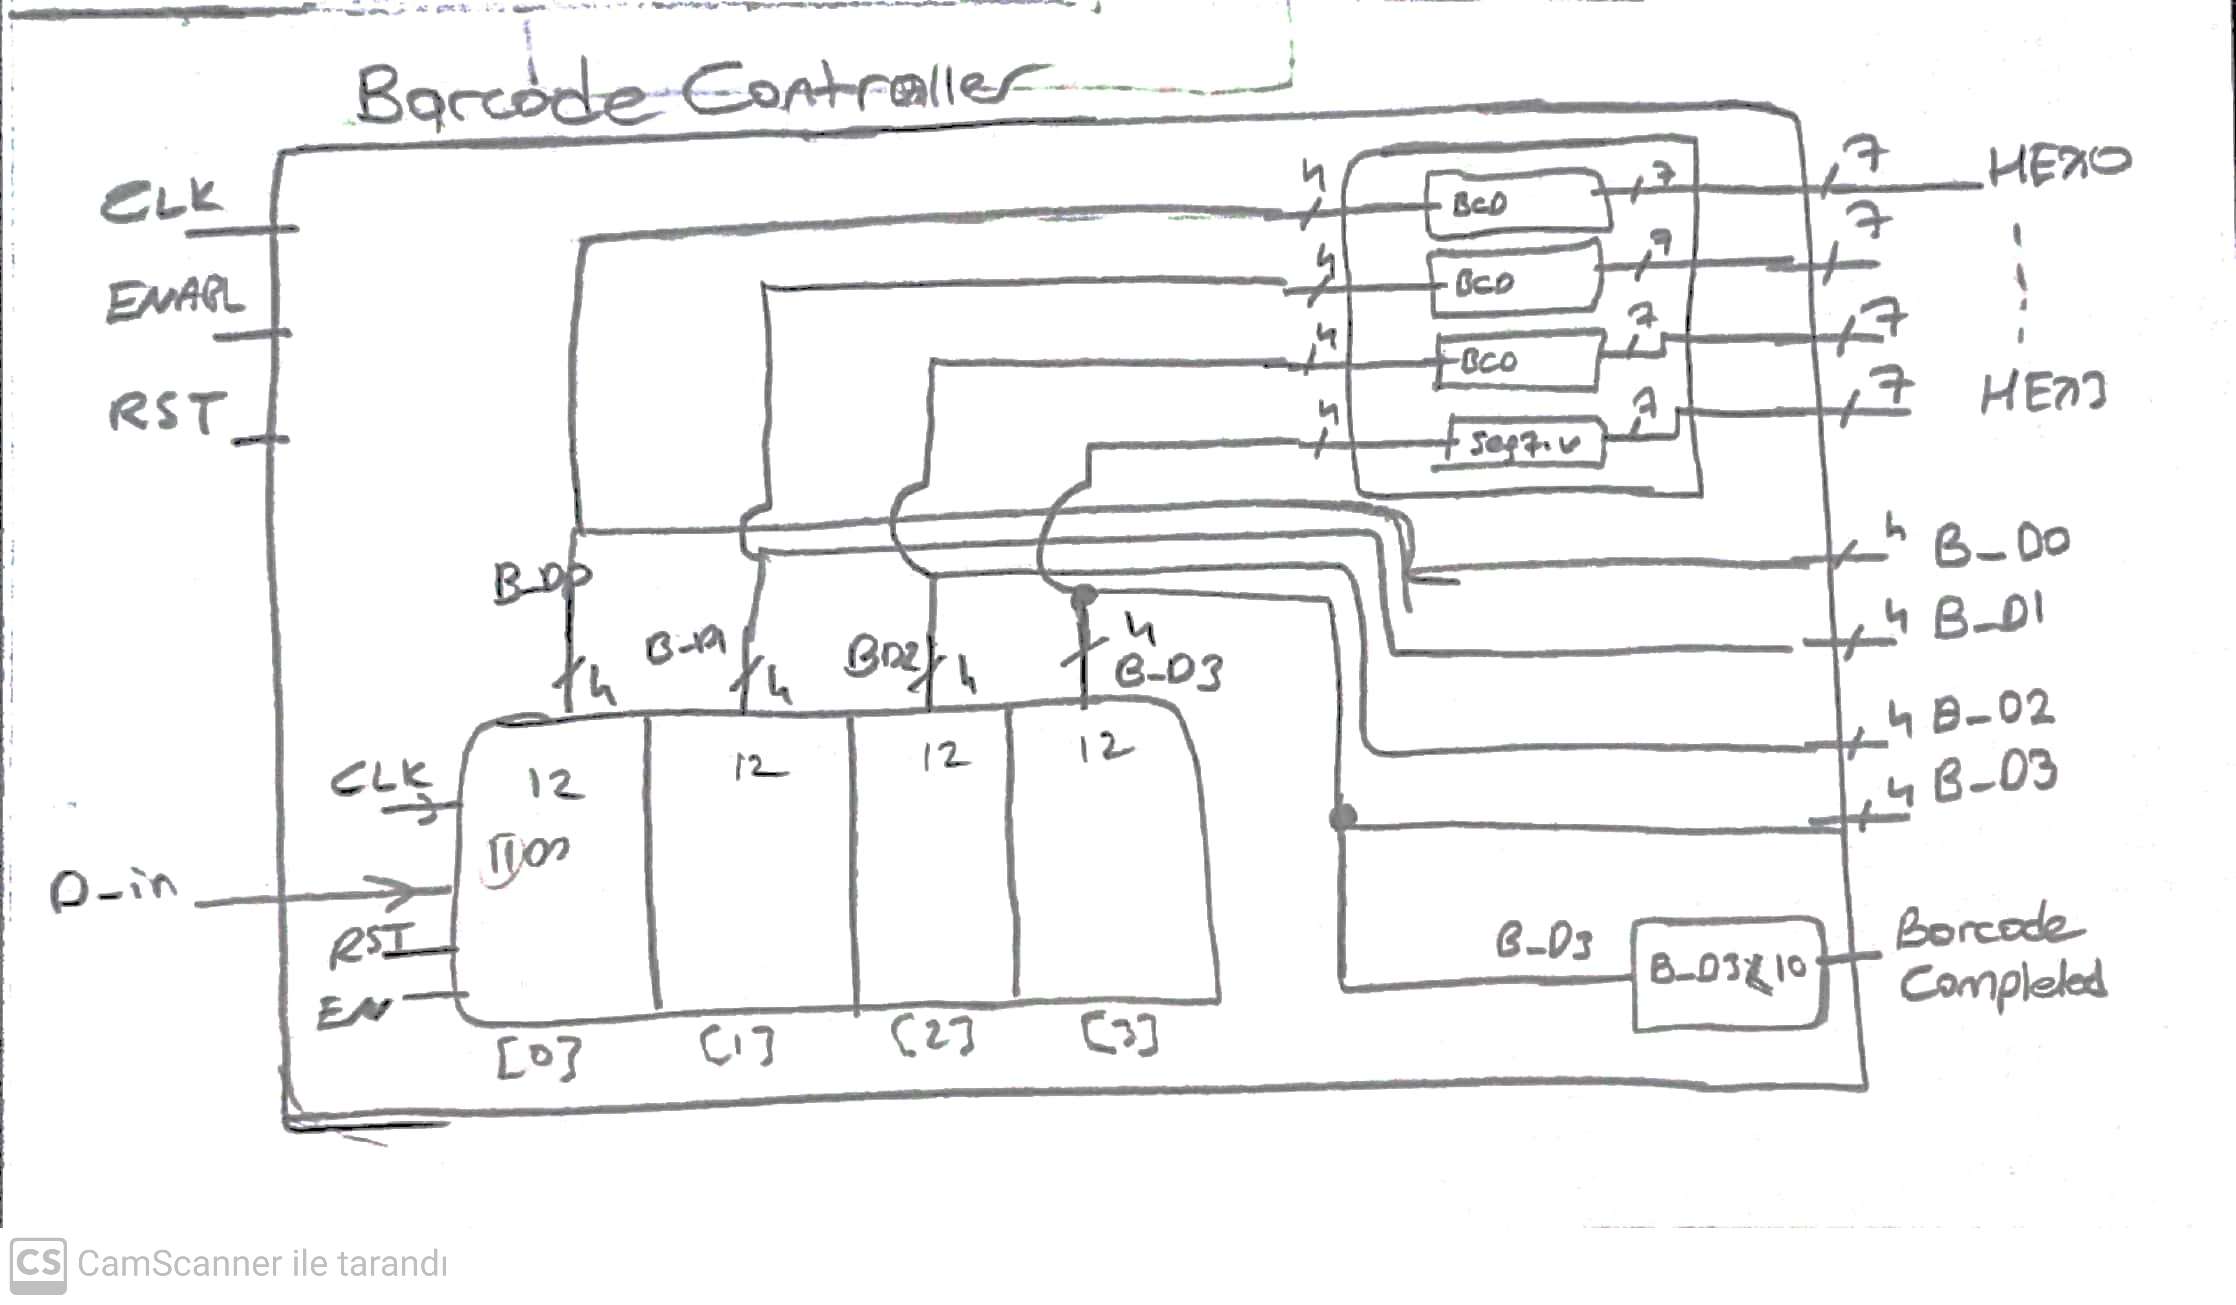 Barcode Controller
CLK
ENABL
RST
D-in
4
4
4
4
BCD
BCD
BCD
Seg7.v
7
7
7
7
7
7
7
7
HEX0
HEX3
B_D0
B_D1
BD2
B_D3
4
4
4
4
4 B_D0
4 B_D1
4 B_D2
4 B_D3
CLK
RST
EN
12
12
12
12
1100
[0]
[1]
[2]
[3]
B_D3
B_D3 10
Barcode
Completed
CS CamScanner ile tarandı